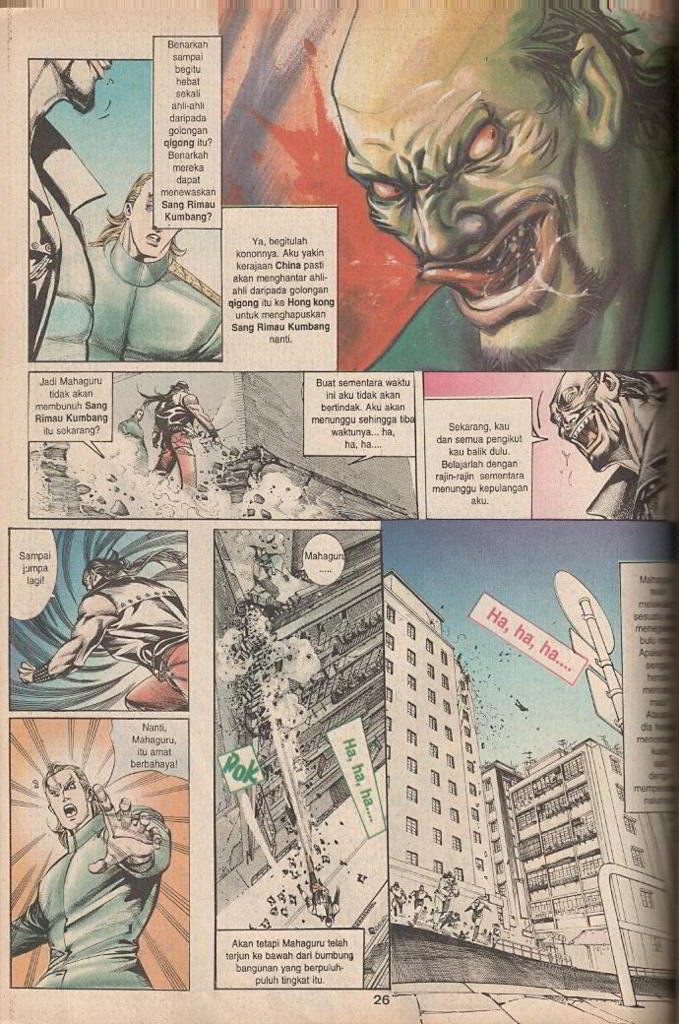 Benarkah
sampai
begitu
hebat
sekali
ahli-ahli
daripada
golongan
qigong itu?
Benarkah
mereka
dapat
menewaskan
Sang Rimau
Kumbang?
Ya, begitulah
kononnya. Aku yakin
kerajaan China pasti
akan menghantar ahli-
ahli daripada golongan
qigong itu ke Hong kong
untuk menghapuskan
Sang Rimau Kumbang
nanti.
Jadi Mahaguru
tidak akan
membunuh Sang
Rimau Kumbang
itu sekarang?
Buat sementara waktu
ini aku tidak akan
bertindak. Aku akan
menunggu sehingga tiba
waktunya... ha,
ha, ha....
Sekarang, kau
dan semua pengikut
kau balik dulu.
Belajarlah dengan
rajin-rajin sementara
menunggu kepulangan
aku.
Sampai
jumpa
lagi!
Nanti,
Mahaguru,
itu amat
berbahaya!
Mahaguru
.....
Pok
Ha, ha, ha....
Akan tetapi Mahaguru telah
terjun ke bawah dari bumbung
bangunan yang berpuluh-
puluh tingkat itu.
Ha, ha, ha....
26